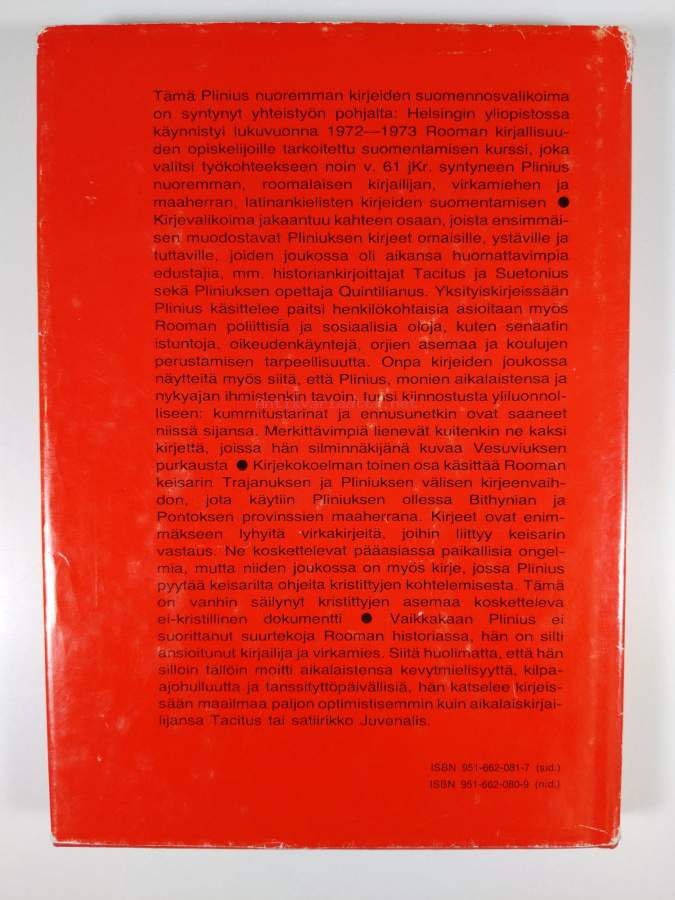 Tämä Plinius nuoremman kirjeiden suomennosvalikoima
on syntynyt yhteistyön pohjalta: Helsingin yliopistossa
käynnistyi lukuvuonna 1972—1973 Rooman kirjallisuu-
den opiskelijoille tarkoitettu suomentamisen kurssi, joka
valitsi työkohteekseen noin v. 61 jKr. syntyneen Plinius
nuoremman, roomalaisen kirjailijan, virkamiehen ja
maaherran, latinankielisten kirjeiden suomentamisen ●
Kirjevalikoima jakaantuu kahteen osaan, joista ensimmäi-
sen muodostavat Pliniuksen kirjeet omaisille, ystäville ja
tuttaville, joiden joukossa oli aikansa huomattavimpia
edustajia, mm. historiankirjoittajat Tacitus ja Suetonius
sekä Pliniuksen opettaja Quintilianus. Yksityiskirjeissään
Plinius käsittelee paitsi henkilökohtaisia asioitaan myös
Rooman poliittisia ja sosiaalisia oloja, kuten senaatin
istuntoja, oikeudenkäyntejä, orjien asemaa ja koulujen
perustamisen tarpeellisuutta. Onpa kirjeiden joukossa
näytteitä myös siitä, että Plinius, monien aikalaistensa ja
nykyajan ihmistenkin tavoin, tunsi kiinnostusta yliluonnol-
liseen: kummitustarinat ja ennusunetkin ovat saaneet
niissä sijansa. Merkittävimpiä lienevät kuitenkin ne kaksi
kirjettä, joissa hän silminnäkijänä kuvaa Vesuviuksen
purkausta ● Kirjekokoelman toinen osa käsittää Rooman
keisarin Trajanuksen ja Pliniuksen välisen kirjeenvaih-
don, jota käytiin Pliniuksen ollessa Bithynian ja
Pontoksen provinssien maaherrana. Kirjeet ovat enim-
mäkseen lyhyitä virkakirjeitä, joihin liittyy keisarin
vastaus. Ne koskettelevat pääasiassa paikallisia ongel-
mia, mutta niiden joukossa on myös kirje, jossa Plinius
pyytää keisarilta ohjeita kristittyjen kohtelemisesta. Tämä
on vanhin säilynyt kristittyjen asemaa kosketteleva
ei-kristillinen dokumentti ● Vaikkakaan Plinius ei
suorittanut suurtekoja Rooman historiassa, hän on silti
ansioitunut kirjailija ja virkamies. Siitä huolimatta, että hän
silloin tällöin moitti aikalaistensa kevytmielisyyttä, kilpa-
ajohulluutta ja tanssityttöpäivällisiä, hän katselee kirjeis-
sään maailmaa paljon optimistisemmin kuin aikalaiskirjai-
lijansa Tacitus tai satiirikko Juvenalis.
ISBN 951-662-081-7 (sid.)
ISBN 951-662-080-9 (nid.)